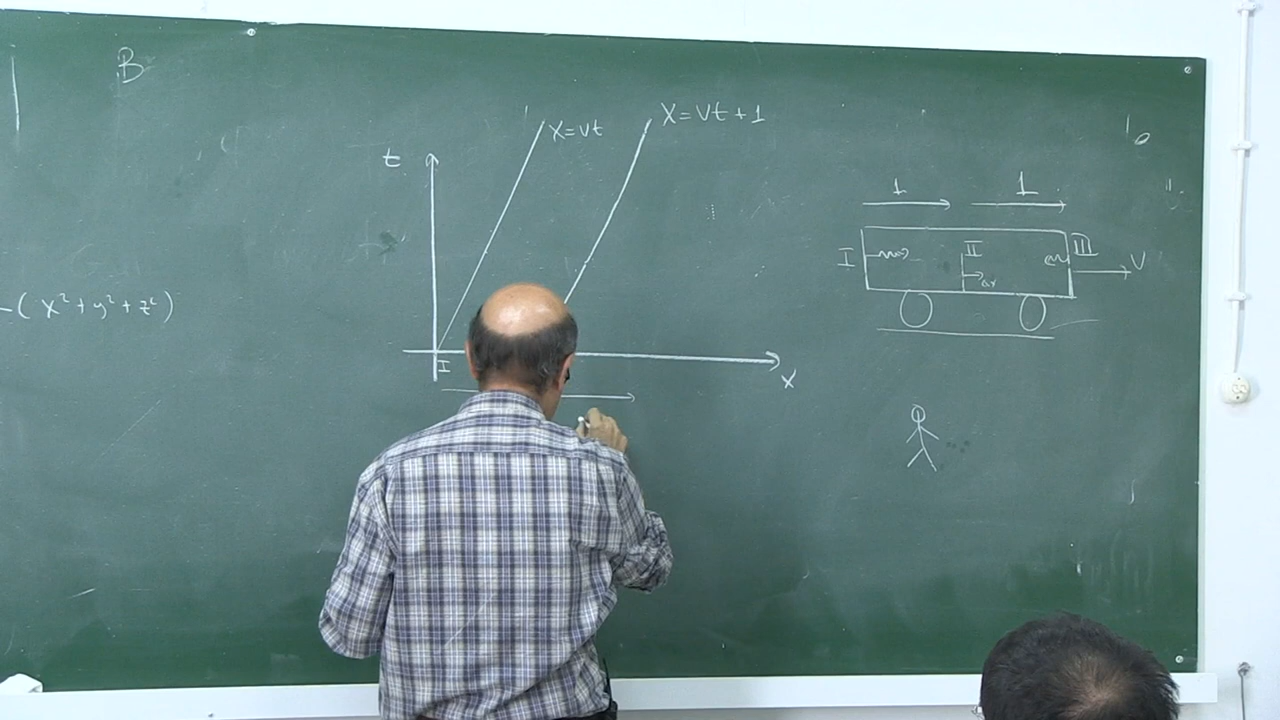 B
-(x²+y²+z²)
t
x=vt
x=vt+1
I
x
1
1
I
II
III
v